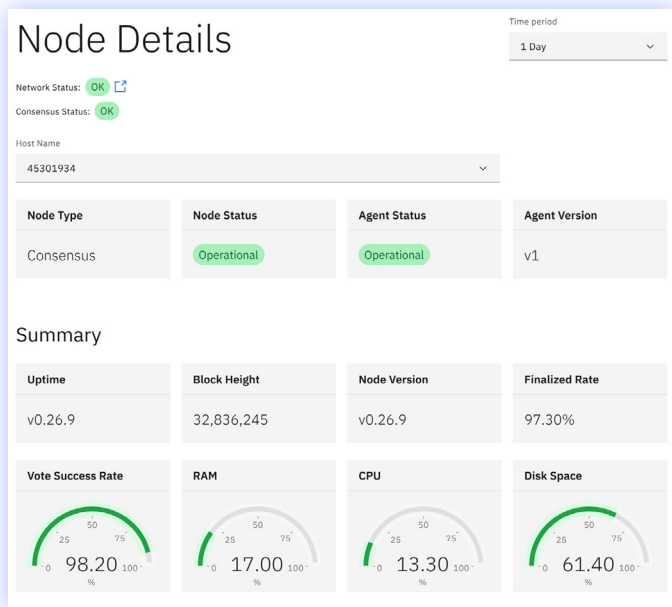 Node Details
Time period
1 Day
Network Status: OK
Consensus Status: OK
Host Name
45301934
Node Type
Node Status
Agent Status
Agent Version
Consensus
Operational
Operational
v1
Summary
Uptime
Block Height
Node Version
Finalized Rate
v0.26.9
32,836,245
v0.26.9
97.30%
Vote Success Rate
RAM
CPU
Disk Space
0 25 50 75 100
98.20
%
0 25 50 75 100
17.00
%
0 25 50 75 100
13.30
%
0 25 50 75 100
61.40
%